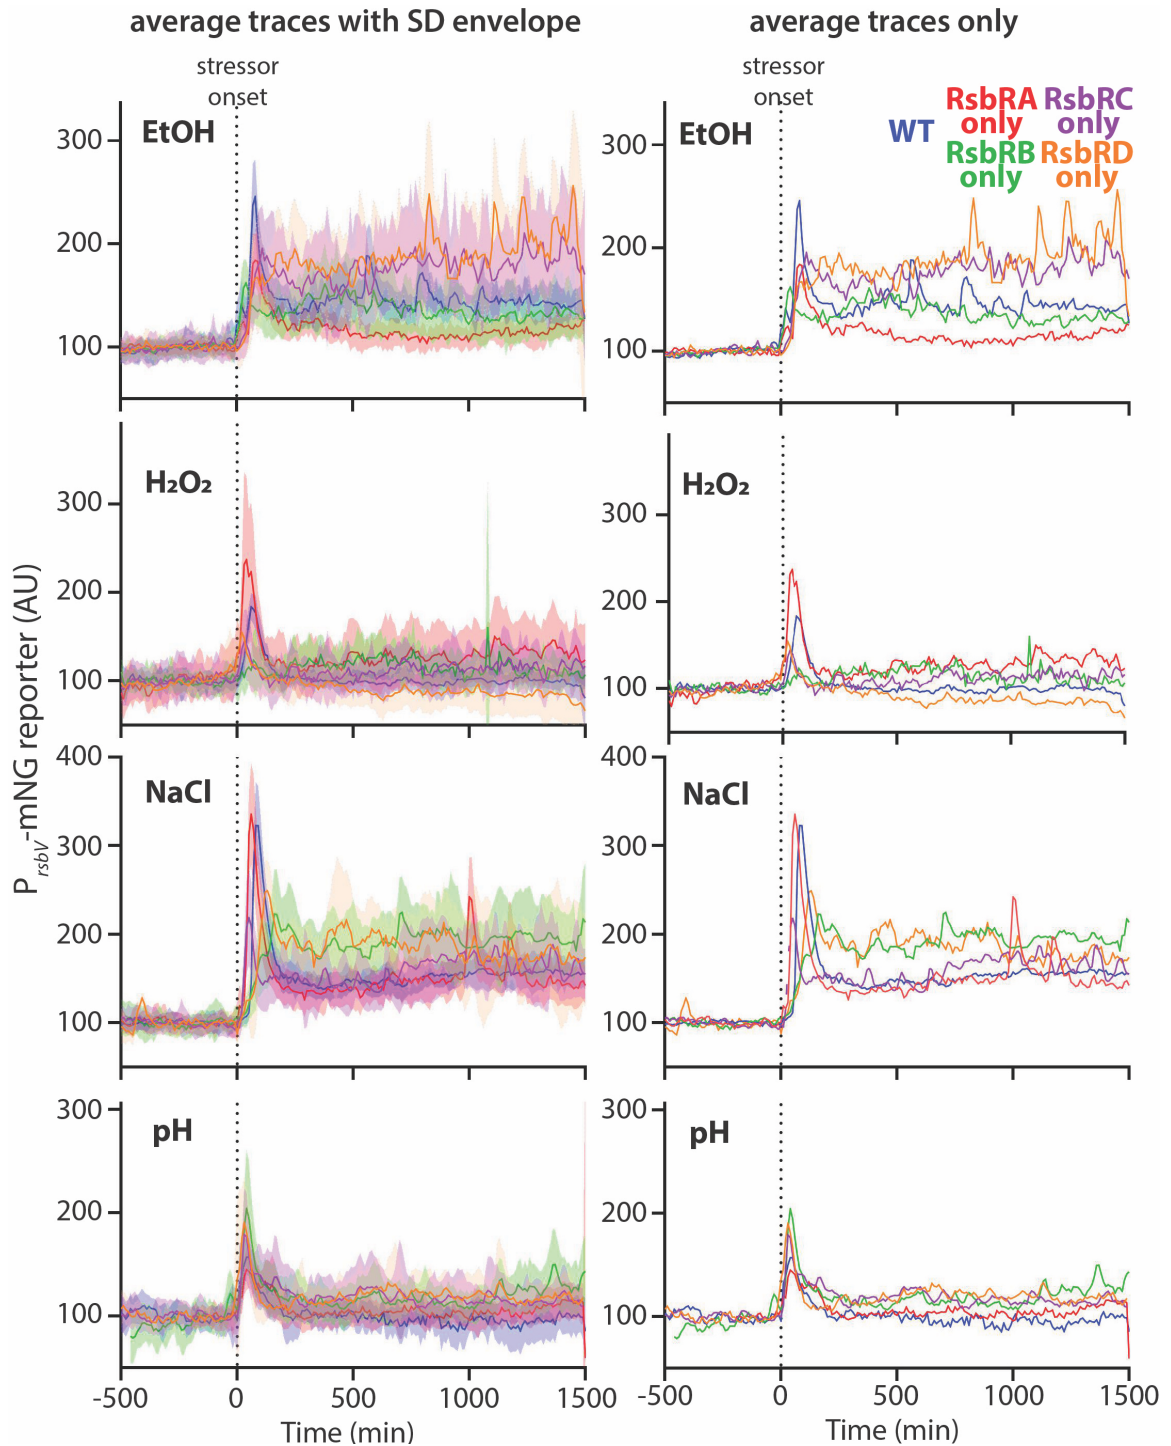 average traces with SD envelope
average traces only
stressor
onset
stressor
onset
EtOH
300
200
100
EtOH
300
200
100
WT
RsbRA
only
RsbRC
only
RsbRB
only
RsbRD
only
H₂O₂
300
200
100
H₂O₂
300
200
100
PrsbV-mNG reporter (AU)
NaCl
400
300
200
100
NaCl
400
300
200
100
pH
300
200
100
pH
300
200
100
-500 0 500 1000 1500
-500 0 500 1000 1500
Time (min)
Time (min)